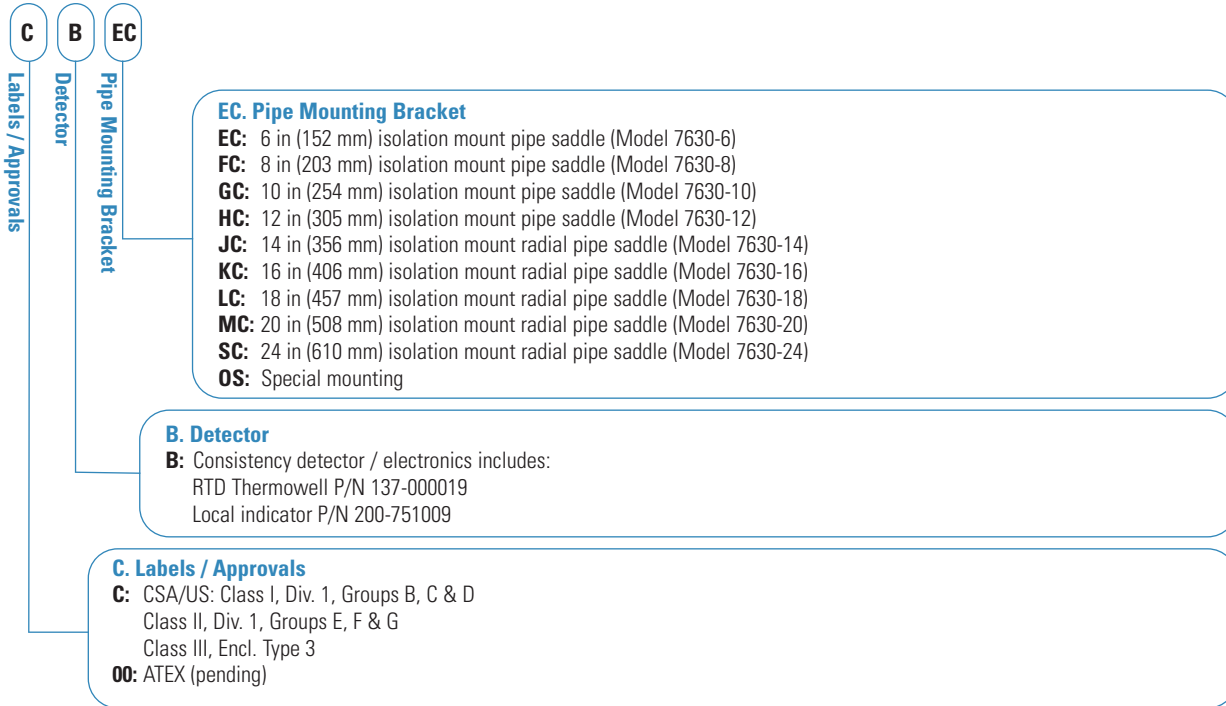 C B EC
Labels / Approvals
Detector
Pipe Mounting Bracket
EC. Pipe Mounting Bracket
EC: 6 in (152 mm) isolation mount pipe saddle (Model 7630-6)
FC: 8 in (203 mm) isolation mount pipe saddle (Model 7630-8)
GC: 10 in (254 mm) isolation mount pipe saddle (Model 7630-10)
HC: 12 in (305 mm) isolation mount pipe saddle (Model 7630-12)
JC: 14 in (356 mm) isolation mount radial pipe saddle (Model 7630-14)
KC: 16 in (406 mm) isolation mount radial pipe saddle (Model 7630-16)
LC: 18 in (457 mm) isolation mount radial pipe saddle (Model 7630-18)
MC: 20 in (508 mm) isolation mount radial pipe saddle (Model 7630-20)
SC: 24 in (610 mm) isolation mount radial pipe saddle (Model 7630-24)
OS: Special mounting
B. Detector
B: Consistency detector / electronics includes:
RTD Thermowell P/N 137-000019
Local indicator P/N 200-751009
C. Labels / Approvals
C: CSA/US: Class I, Div. 1, Groups B, C & D
Class II, Div. 1, Groups E, F & G
Class III, Encl. Type 3
00: ATEX (pending)